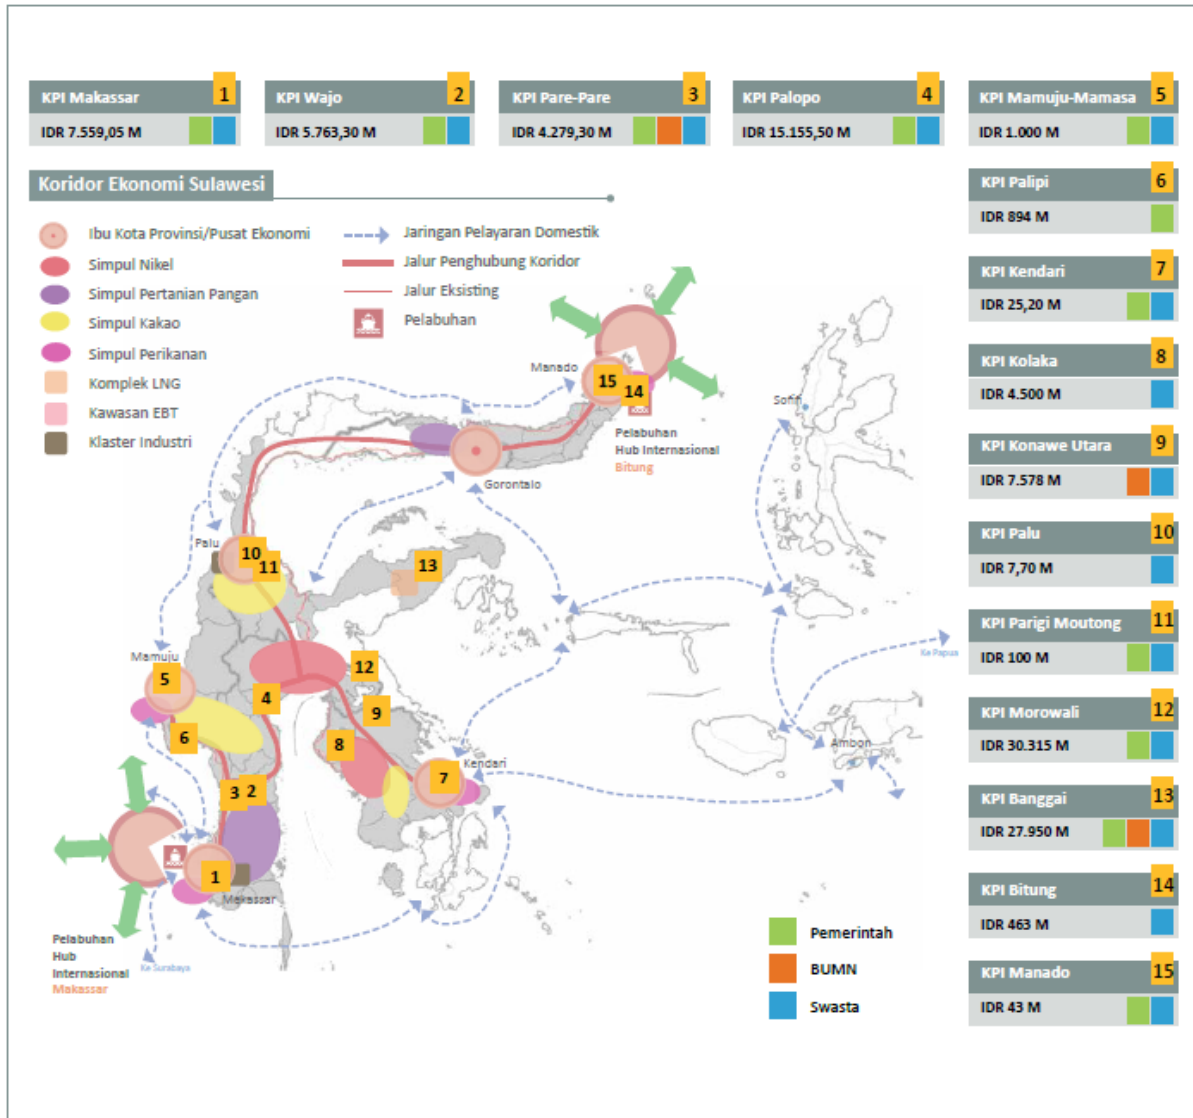 KPI Makassar 1
IDR 7.559,05 M
KPI Wajo 2
IDR 5.763,30 M
KPI Pare-Pare 3
IDR 4.279,30 M
KPI Palopo 4
IDR 15.155,50 M
KPI Mamuju-Mamasa 5
IDR 1.000 M
KPI Palipi 6
IDR 894 M
KPI Kendari 7
IDR 25,20 M
KPI Kolaka 8
IDR 4.500 M
KPI Konawe Utara 9
IDR 7.578 M
KPI Palu 10
IDR 7,70 M
KPI Parigi Moutong 11
IDR 100 M
KPI Morowali 12
IDR 30.315 M
KPI Banggai 13
IDR 27.950 M
KPI Bitung 14
IDR 463 M
KPI Manado 15
IDR 43 M
Koridor Ekonomi Sulawesi
Ibu Kota Provinsi/Pusat Ekonomi
Simpul Nikel
Simpul Pertanian Pangan
Simpul Kakao
Simpul Perikanan
Komplek LNG
Kawasan EBT
Klaster Industri
Jaringan Pelayaran Domestik
Jalur Penghubung Koridor
Jalur Eksisting
Pelabuhan
Manado
15
14
Pelabuhan
Hub Internasional
Bitung
Sofifi
Gorontalo
Palu
10
11
13
Mamuju
5
12
4
6
9
8
Ke Papua
Ambon
Kendari
7
3 2
1
Makassar
Pelabuhan
Hub
Internasional
Makassar
Ke Surabaya
Pemerintah
BUMN
Swasta